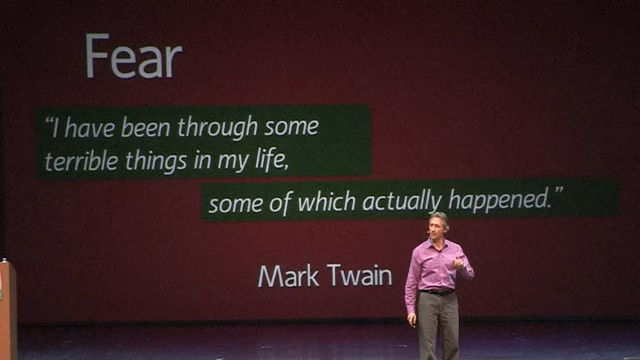 Fear
“I have been through some
terrible things in my life,
some of which actually happened.”
Mark Twain